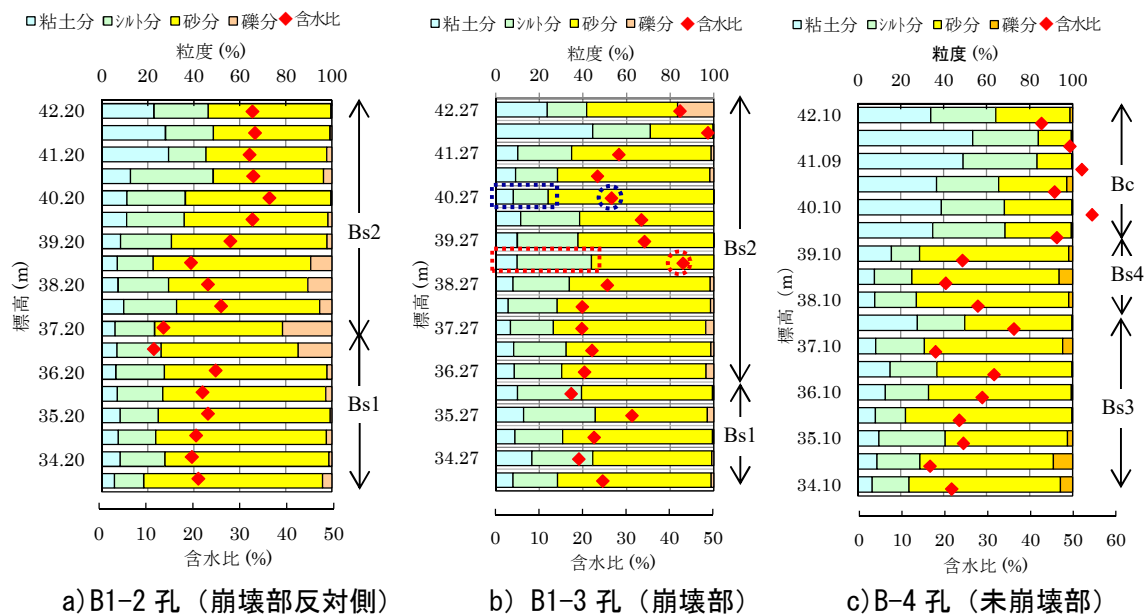 粘土分 ｼﾙﾄ分 砂分 礫分 含水比
粒度 (%)
0 20 40 60 80 100
標高 (m)
42.20
41.20
40.20
39.20
38.20
37.20
36.20
35.20
34.20
Bs2
Bs1
0 10 20 30 40 50
含水比 (%)
a)B1-2 孔（崩壊部反対側）
粘土分 ｼﾙﾄ分 砂分 礫分 含水比
粒度 (%)
0 20 40 60 80 100
標高 (m)
42.27
41.27
40.27
39.27
38.27
37.27
36.27
35.27
34.27
Bs2
Bs1
0 10 20 30 40 50
含水比 (%)
b) B1-3 孔（崩壊部）
粘土分 ｼﾙﾄ分 砂分 礫分 含水比
粒度 (%)
0 20 40 60 80 100
標高 (m)
42.10
41.09
40.10
39.10
38.10
37.10
36.10
35.10
34.10
Bc
Bs4
Bs3
0 10 20 30 40 50 60
含水比 (%)
c)B-4 孔（未崩壊部）